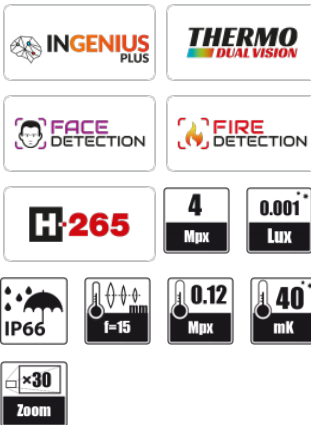 INGENIUS
PLUS
THERMO
DUAL VISION
FACE
DETECTION
FIRE
DETECTION
H·265
4
Mpx
0.001
Lux
IP66
f=15
0.12
Mpx
40
mK
×30
Zoom